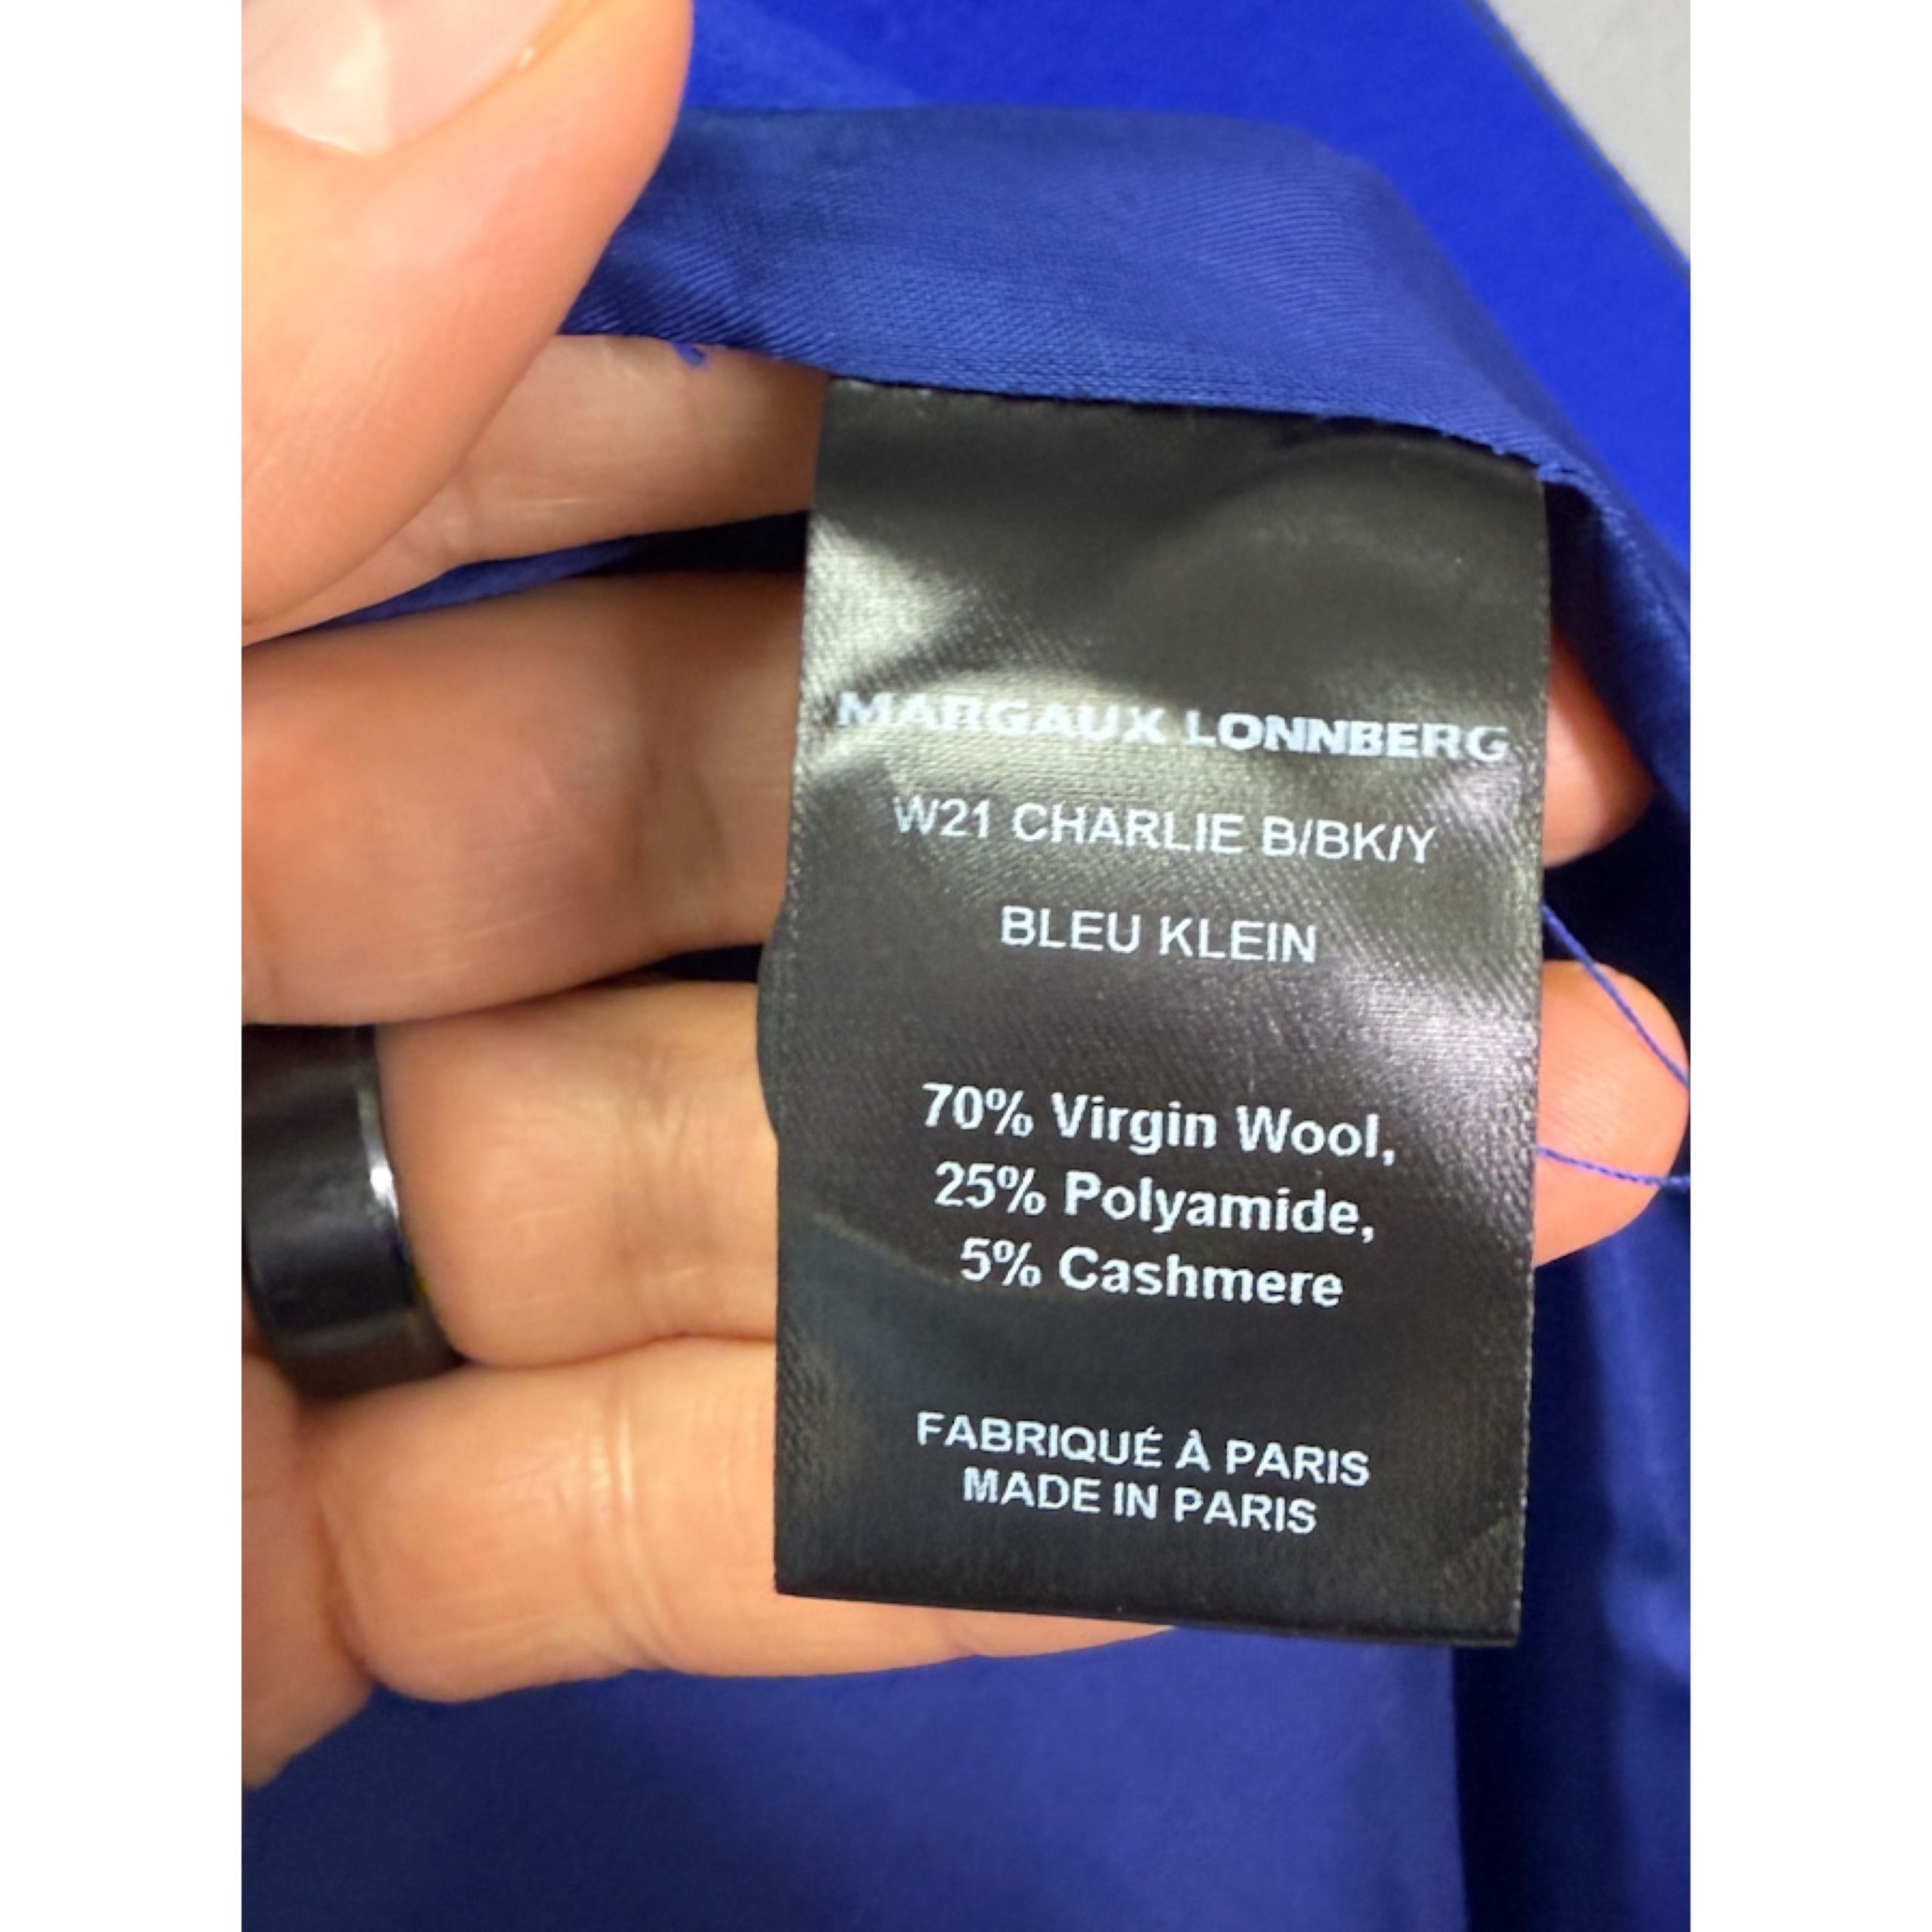 MARGAUX LONNBERG
W21 CHARLIE B/BK/Y
BLEU KLEIN
70% Virgin Wool,
25% Polyamide,
5% Cashmere
FABRIQUÉ À PARIS
MADE IN PARIS